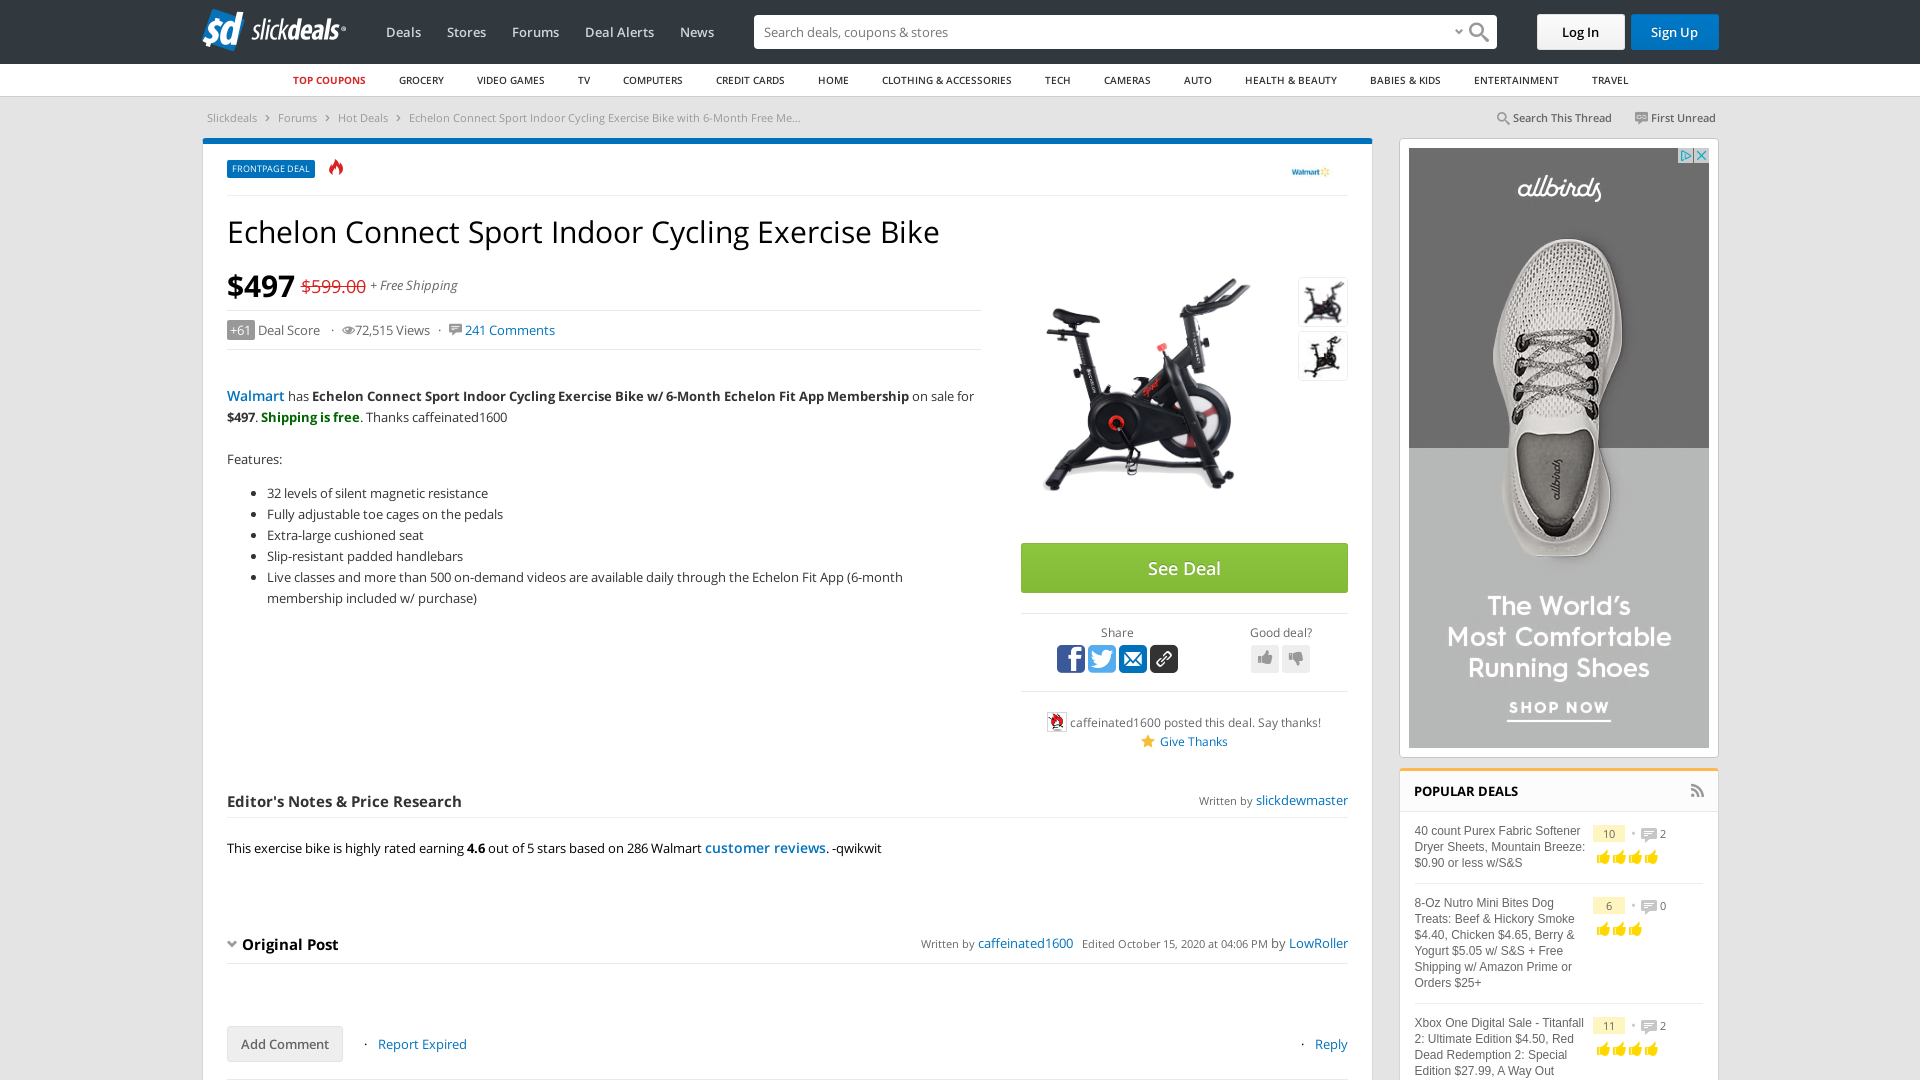 sd slickdeals
Deals
Stores
Forums
Deal Alerts
News
Search deals, coupons & stores
Log In
Sign Up
TOP COUPONS
GROCERY
VIDEO GAMES
TV
COMPUTERS
CREDIT CARDS
HOME
CLOTHING & ACCESSORIES
TECH
CAMERAS
AUTO
HEALTH & BEAUTY
BABIES & KIDS
ENTERTAINMENT
TRAVEL
Slickdeals › Forums › Hot Deals › Echelon Connect Sport Indoor Cycling Exercise Bike with 6-Month Free Me...
Search This Thread
First Unread
FRONTPAGE DEAL
Walmart
Echelon Connect Sport Indoor Cycling Exercise Bike
$497 $599.00 + Free Shipping
+61 Deal Score · 72,515 Views · 241 Comments
Walmart has Echelon Connect Sport Indoor Cycling Exercise Bike w/ 6-Month Echelon Fit App Membership on sale for
$497. Shipping is free. Thanks caffeinated1600
Features:
32 levels of silent magnetic resistance
Fully adjustable toe cages on the pedals
Extra-large cushioned seat
Slip-resistant padded handlebars
Live classes and more than 500 on-demand videos are available daily through the Echelon Fit App (6-month
membership included w/ purchase)
See Deal
Share
Good deal?
caffeinated1600 posted this deal. Say thanks!
Give Thanks
Editor's Notes & Price Research
Written by slickdewmaster
This exercise bike is highly rated earning 4.6 out of 5 stars based on 286 Walmart customer reviews. -qwikwit
Original Post
Written by caffeinated1600 Edited October 15, 2020 at 04:06 PM by LowRoller
Add Comment
· Report Expired
· Reply
allbirds
allbirds
The World's
Most Comfortable
Running Shoes
SHOP NOW
POPULAR DEALS
40 count Purex Fabric Softener
Dryer Sheets, Mountain Breeze:
$0.90 or less w/S&S
10 • 2
8-Oz Nutro Mini Bites Dog
Treats: Beef & Hickory Smoke
$4.40, Chicken $4.65, Berry &
Yogurt $5.05 w/ S&S + Free
Shipping w/ Amazon Prime or
Orders $25+
6 • 0
Xbox One Digital Sale - Titanfall
2: Ultimate Edition $4.50, Red
Dead Redemption 2: Special
Edition $27.99, A Way Out
11 • 2